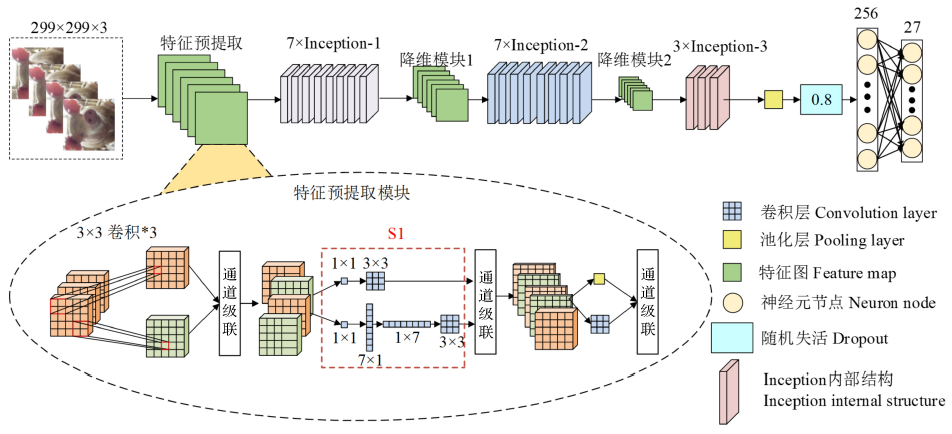 299×299×3
特征预提取
7×Inception-1
降维模块1
7×Inception-2
降维模块2
3×Inception-3
0.8
256
27
特征预提取模块
3×3 卷积*3
通道级联
S1
1×1
3×3
1×1
7×1
1×7
3×3
通道级联
通道级联
卷积层 Convolution layer
池化层 Pooling layer
特征图 Feature map
神经元节点 Neuron node
随机失活 Dropout
Inception内部结构
Inception internal structure